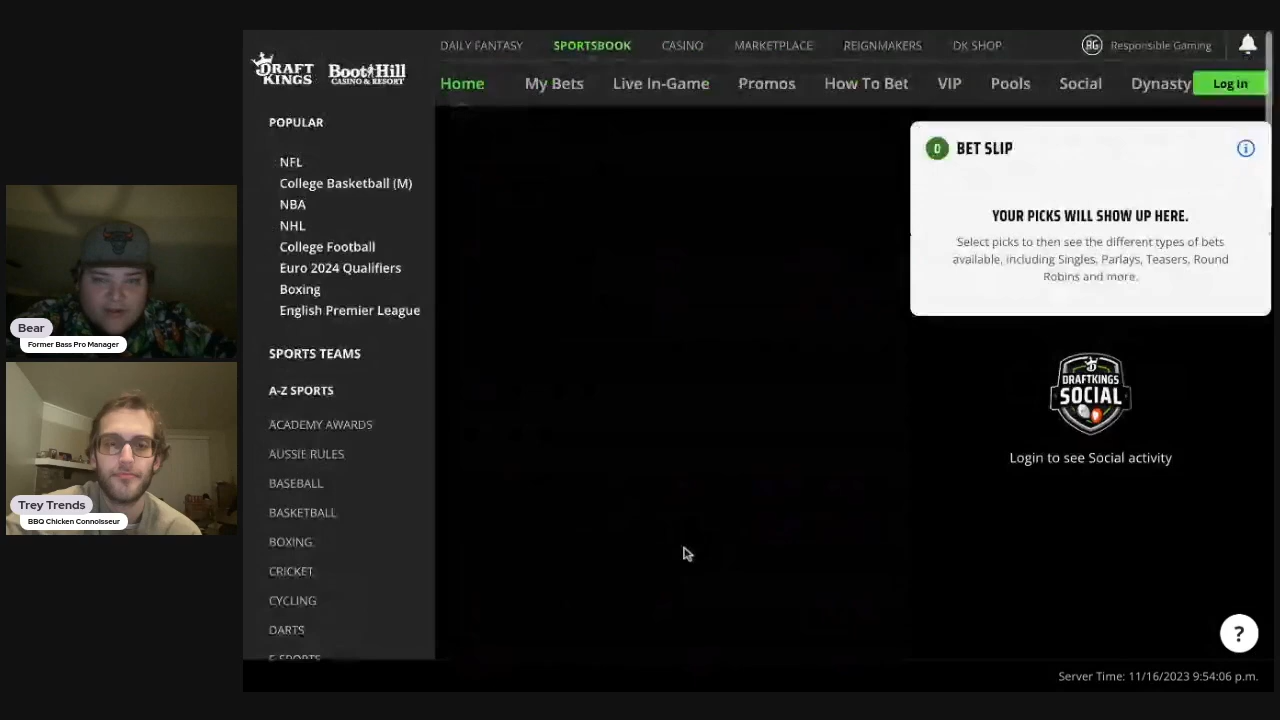 DAILY FANTASY SPORTSBOOK CASINO MARKETPLACE REIGNMAKERS DK SHOP RG Responsible Gaming
DRAFT KINGS Boot Hill CASINO & RESORT
Home My Bets Live In-Game Promos How To Bet VIP Pools Social Dynasty Log In
POPULAR
NFL
College Basketball (M)
NBA
NHL
College Football
Euro 2024 Qualifiers
Boxing
English Premier League
SPORTS TEAMS
A-Z SPORTS
ACADEMY AWARDS
AUSSIE RULES
BASEBALL
BASKETBALL
BOXING
CRICKET
CYCLING
DARTS
E-SPORTS
0 BET SLIP
YOUR PICKS WILL SHOW UP HERE.
Select picks to then see the different types of bets
available, including Singles, Parlays, Teasers, Round
Robins and more.
DRAFTKINGS
SOCIAL
Login to see Social activity
?
Server Time: 11/16/2023 9:54:06 p.m.
Bear
Former Bass Pro Manager
Trey Trends
BBQ Chicken Connoisseur